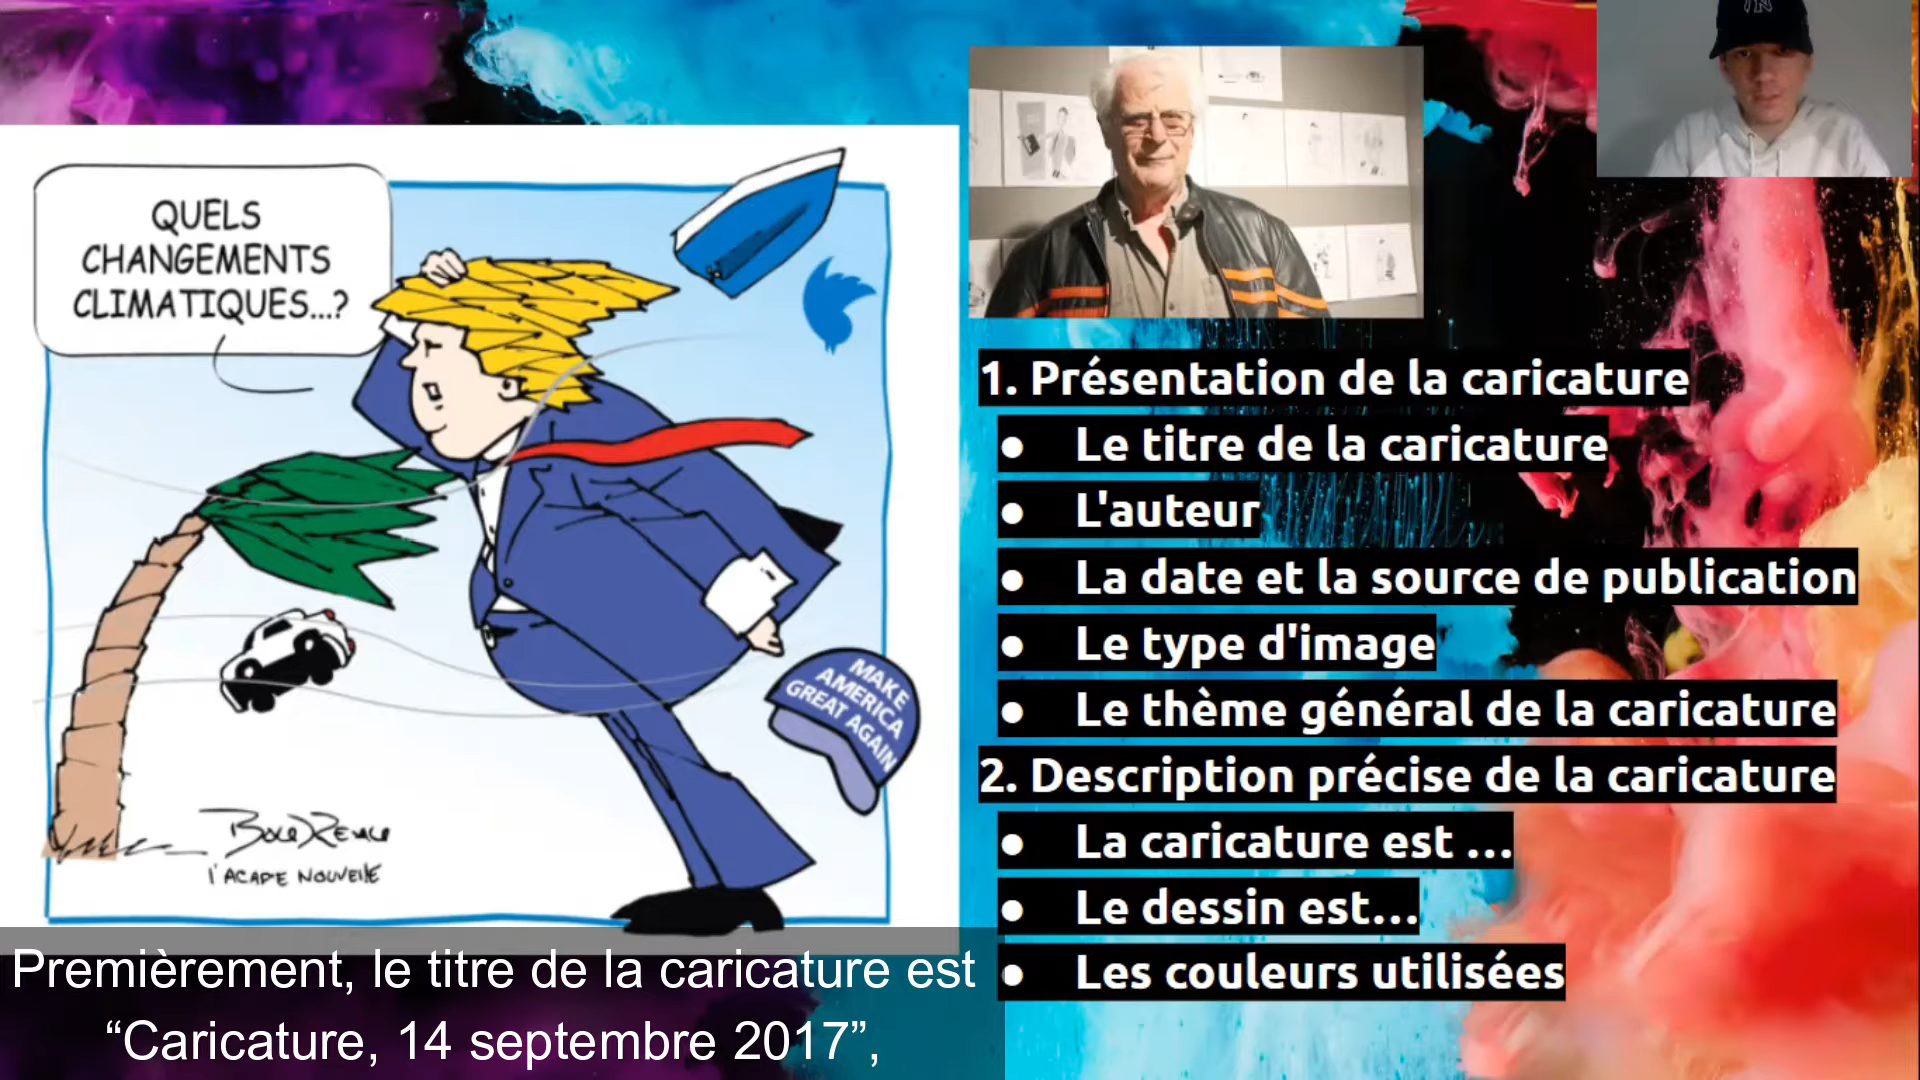 QUELS
CHANGEMENTS
CLIMATIQUES...?
MAKE
AMERICA
GREAT AGAIN
l'ACADIE NOUVELLE
1. Présentation de la caricature
● Le titre de la caricature
● L'auteur
● La date et la source de publication
● Le type d'image
● Le thème général de la caricature
2. Description précise de la caricature
● La caricature est ...
● Le dessin est...
● Les couleurs utilisées
Premièrement, le titre de la caricature est
“Caricature, 14 septembre 2017”,